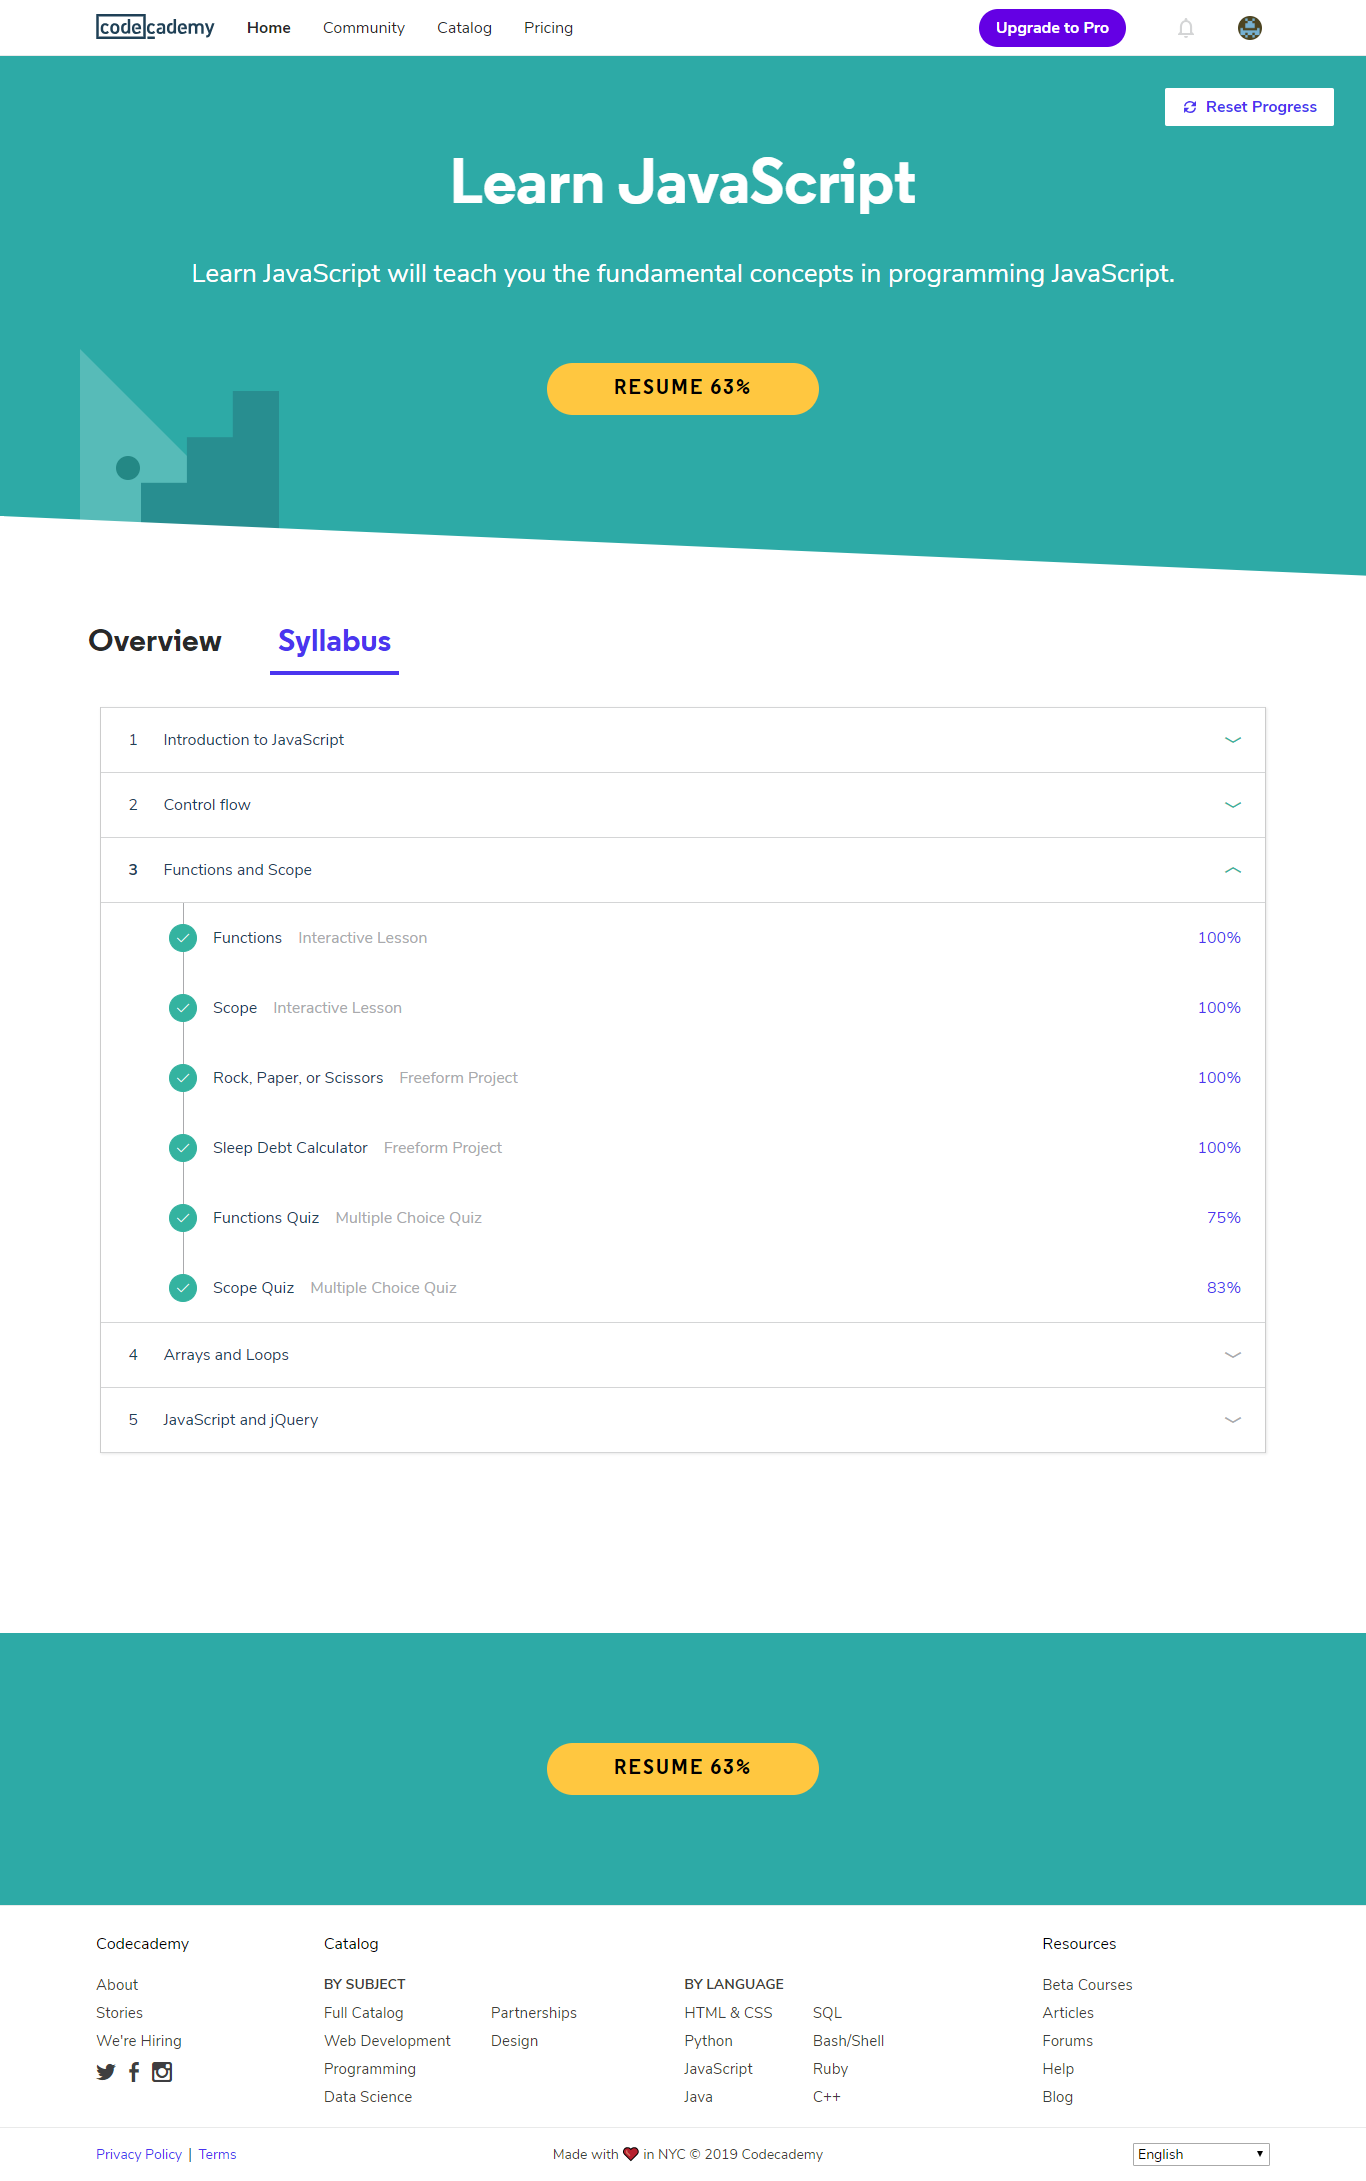 codecademy Home Community Catalog Pricing Upgrade to Pro
Reset Progress
Learn JavaScript
Learn JavaScript will teach you the fundamental concepts in programming JavaScript.
RESUME 63%
Overview Syllabus
1 Introduction to JavaScript
2 Control flow
3 Functions and Scope
Functions Interactive Lesson 100%
Scope Interactive Lesson 100%
Rock, Paper, or Scissors Freeform Project 100%
Sleep Debt Calculator Freeform Project 100%
Functions Quiz Multiple Choice Quiz 75%
Scope Quiz Multiple Choice Quiz 83%
4 Arrays and Loops
5 JavaScript and jQuery
RESUME 63%
Codecademy Catalog Resources
About BY SUBJECT BY LANGUAGE Beta Courses
Stories Full Catalog Partnerships HTML & CSS SQL Articles
We're Hiring Web Development Design Python Bash/Shell Forums
Programming JavaScript Ruby Help
Data Science Java C++ Blog
Privacy Policy | Terms Made with ❤ in NYC © 2019 Codecademy English